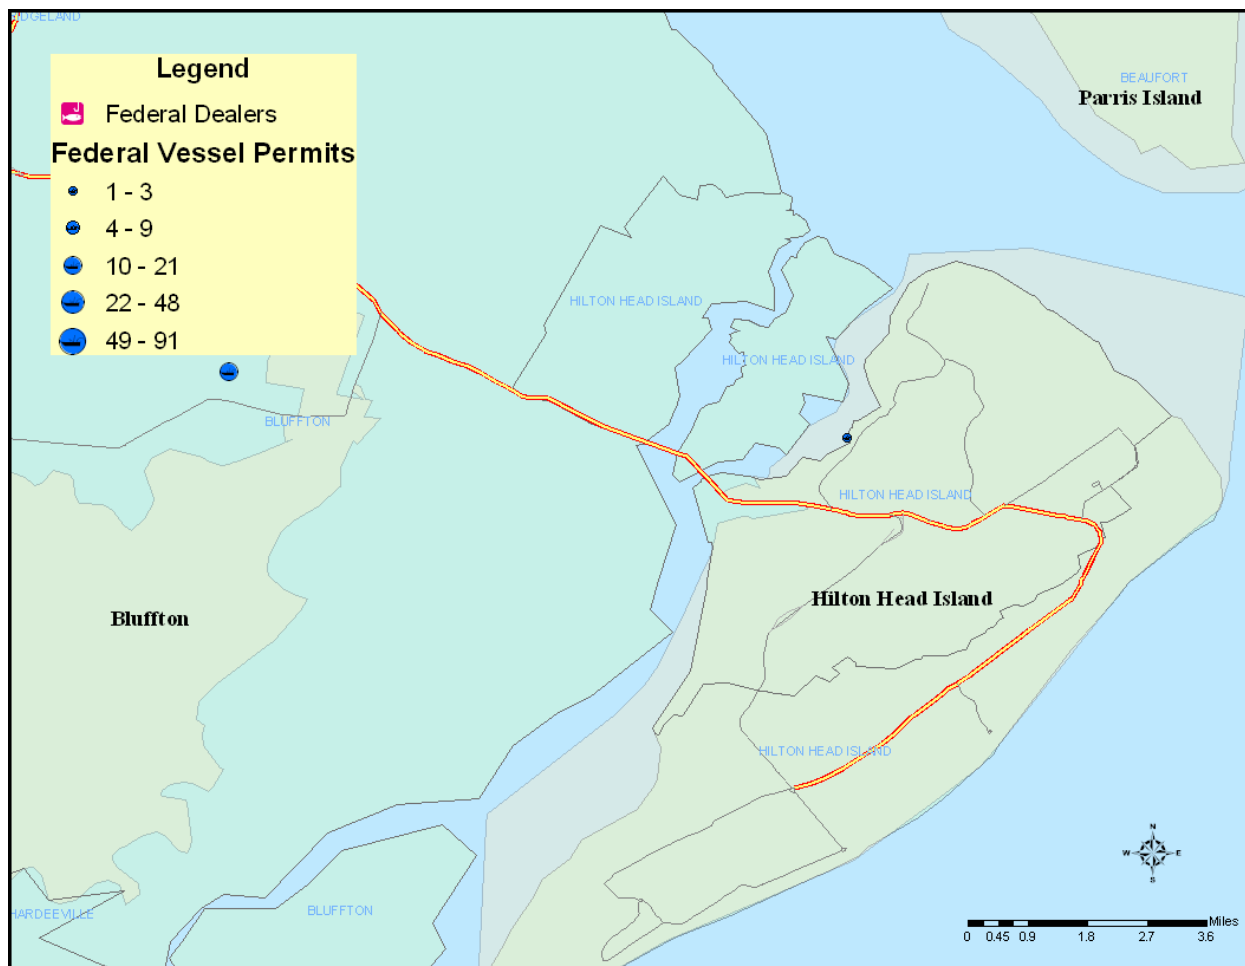 DGELAND
Legend
Federal Dealers
Federal Vessel Permits
1 - 3
4 - 9
10 - 21
22 - 48
49 - 91
BEAUFORT
Parris Island
HILTON HEAD ISLAND
HILTON HEAD ISLAND
BLUFFTON
HILTON HEAD ISLAND
Hilton Head Island
Bluffton
HILTON HEAD ISLAND
N
W E
S
HARDEEVILLE
BLUFFTON
Miles
0 0.45 0.9 1.8 2.7 3.6